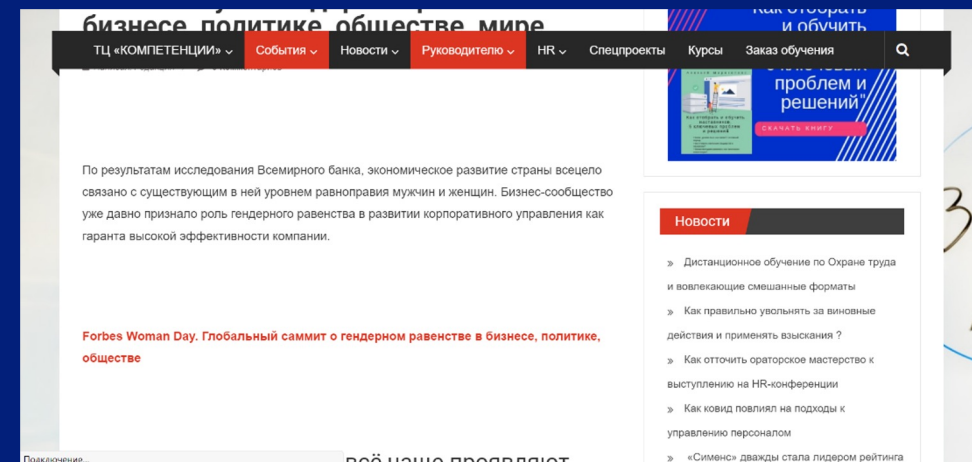 бизнесе, политике, обществе, мире
ТЦ «КОМПЕТЕНЦИИ» События Новости Руководителю HR Спецпроекты Курсы Заказ обучения
По результатам исследования Всемирного банка, экономическое развитие страны всецело
связано с существующим в ней уровнем равноправия мужчин и женщин. Бизнес-сообщество
уже давно признало роль гендерного равенства в развитии корпоративного управления как
гаранта высокой эффективности компании.
Forbes Woman Day. Глобальный саммит о гендерном равенстве в бизнесе, политике,
обществе
всё чаще проявляют
Подключение...
Как отобрать
и обучить
проблем и
решений"
СКАЧАТЬ КНИГУ
Новости
» Дистанционное обучение по Охране труда
и вовлекающие смешанные форматы
» Как правильно увольнять за виновные
действия и применять взыскания ?
» Как отточить ораторское мастерство к
выступлению на HR-конференции
» Как ковид повлиял на подходы к
управлению персоналом
» «Сименс» дважды стала лидером рейтинга